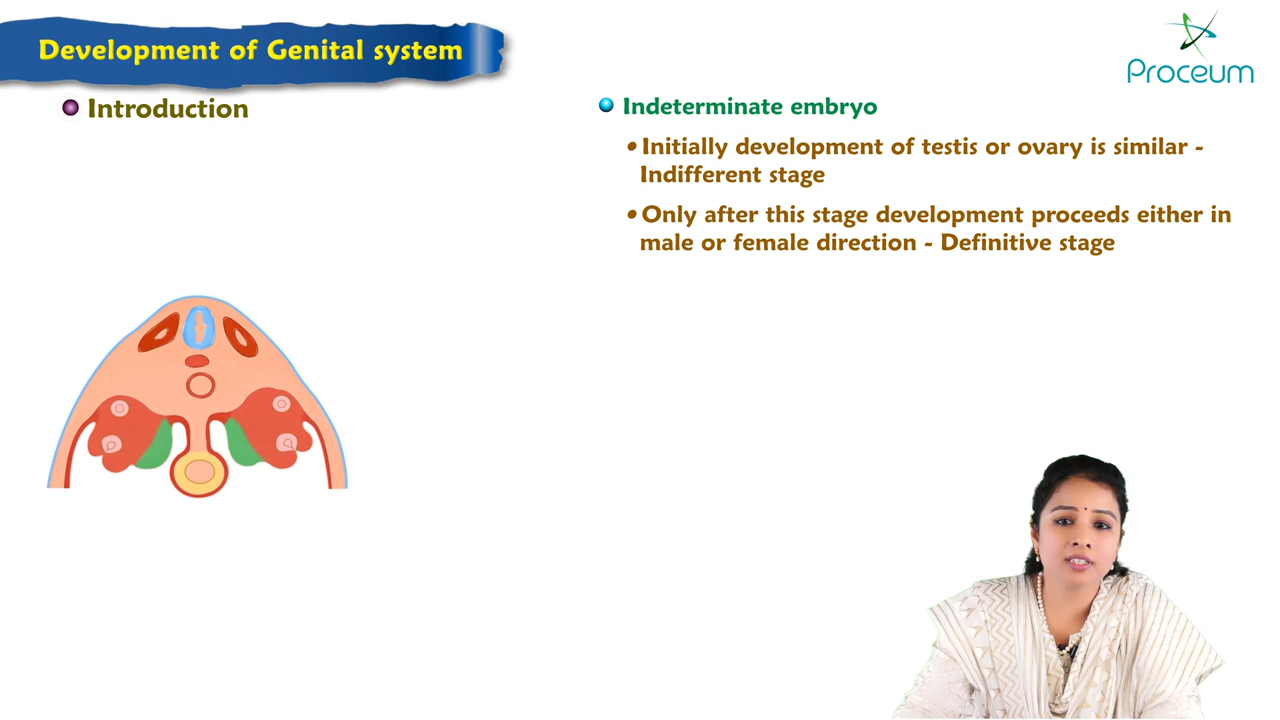 Development of Genital system
Proceum
Introduction
Indeterminate embryo
•Initially development of testis or ovary is similar -
Indifferent stage
•Only after this stage development proceeds either in
male or female direction - Definitive stage